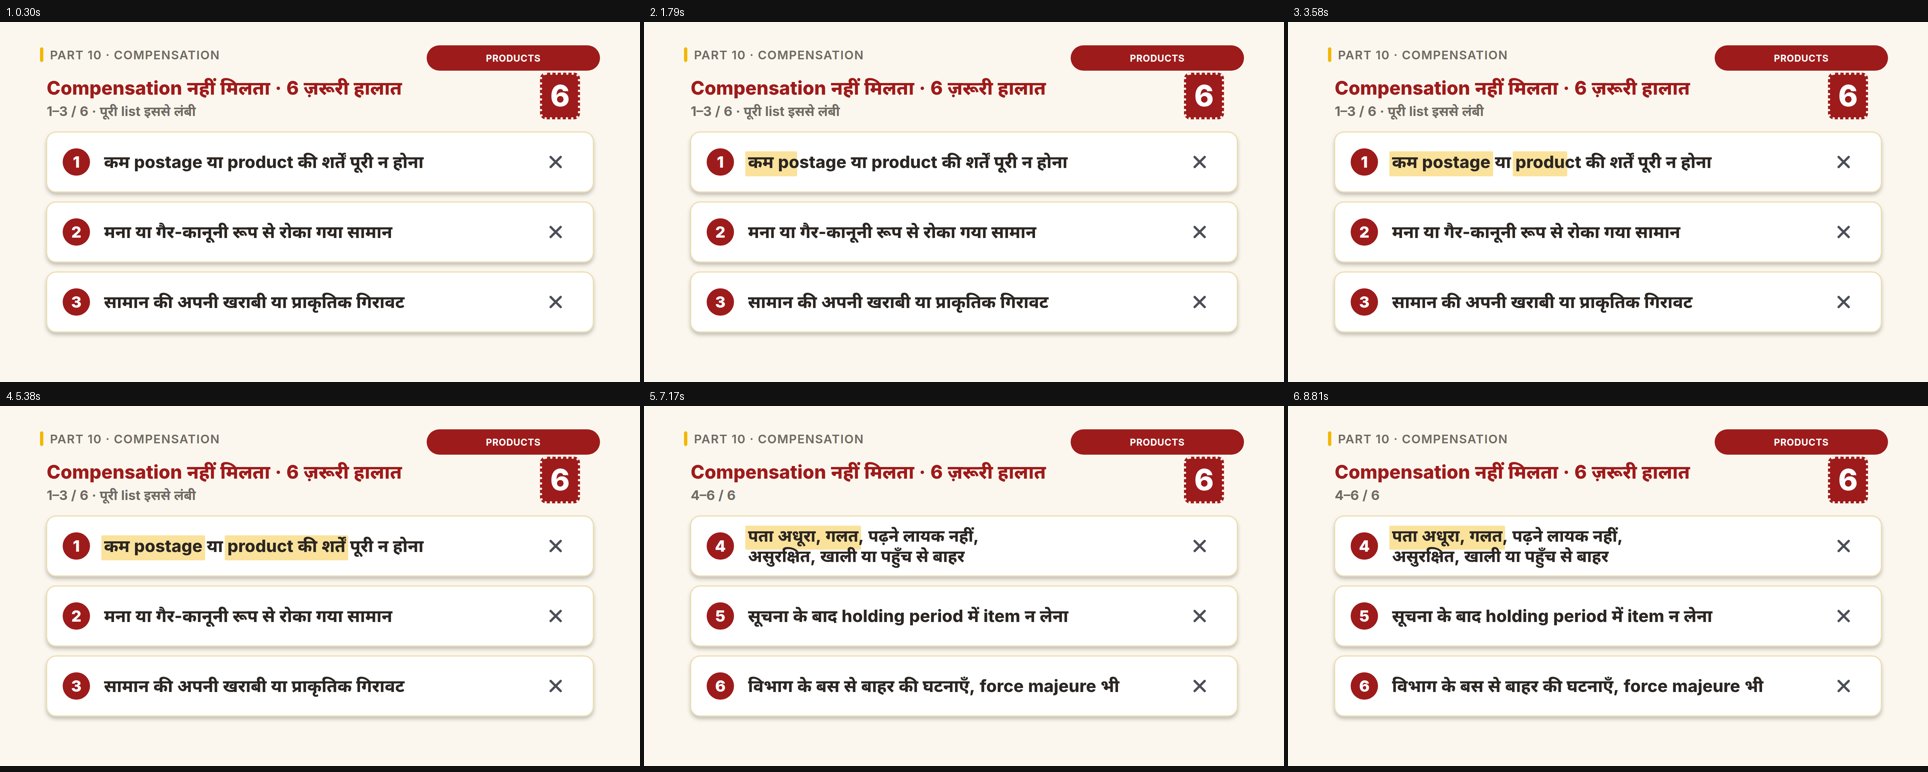 1. 0.30s
PART 10 · COMPENSATION
PRODUCTS
Compensation नहीं मिलता · 6 ज़रूरी हालात
6
1–3 / 6 · पूरी list इससे लंबी
1 कम postage या product की शर्तें पूरी न होना ✕
2 मना या गैर-कानूनी रूप से रोका गया सामान ✕
3 सामान की अपनी खराबी या प्राकृतिक गिरावट ✕
2. 1.79s
PART 10 · COMPENSATION
PRODUCTS
Compensation नहीं मिलता · 6 ज़रूरी हालात
6
1–3 / 6 · पूरी list इससे लंबी
1 कम postage या product की शर्तें पूरी न होना ✕
2 मना या गैर-कानूनी रूप से रोका गया सामान ✕
3 सामान की अपनी खराबी या प्राकृतिक गिरावट ✕
3. 3.58s
PART 10 · COMPENSATION
PRODUCTS
Compensation नहीं मिलता · 6 ज़रूरी हालात
6
1–3 / 6 · पूरी list इससे लंबी
1 कम postage या product की शर्तें पूरी न होना ✕
2 मना या गैर-कानूनी रूप से रोका गया सामान ✕
3 सामान की अपनी खराबी या प्राकृतिक गिरावट ✕
4. 5.38s
PART 10 · COMPENSATION
PRODUCTS
Compensation नहीं मिलता · 6 ज़रूरी हालात
6
1–3 / 6 · पूरी list इससे लंबी
1 कम postage या product की शर्तें पूरी न होना ✕
2 मना या गैर-कानूनी रूप से रोका गया सामान ✕
3 सामान की अपनी खराबी या प्राकृतिक गिरावट ✕
5. 7.17s
PART 10 · COMPENSATION
PRODUCTS
Compensation नहीं मिलता · 6 ज़रूरी हालात
6
4–6 / 6
4 पता अधूरा, गलत, पढ़ने लायक नहीं,
असुरक्षित, खाली या पहुँच से बाहर ✕
5 सूचना के बाद holding period में item न लेना ✕
6 विभाग के बस से बाहर की घटनाएँ, force majeure भी ✕
6. 8.81s
PART 10 · COMPENSATION
PRODUCTS
Compensation नहीं मिलता · 6 ज़रूरी हालात
6
4–6 / 6
4 पता अधूरा, गलत, पढ़ने लायक नहीं,
असुरक्षित, खाली या पहुँच से बाहर ✕
5 सूचना के बाद holding period में item न लेना ✕
6 विभाग के बस से बाहर की घटनाएँ, force majeure भी ✕